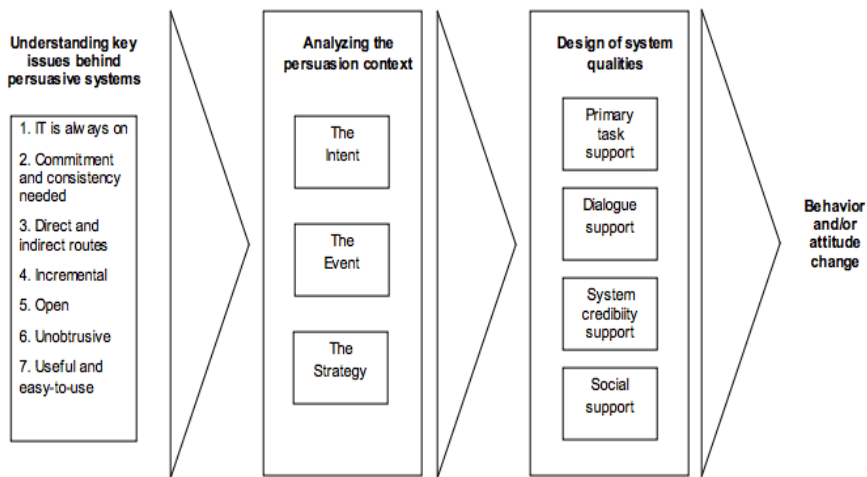 Understanding key
issues behind
persuasive systems
1. IT is always on
2. Commitment
and consistency
needed
3. Direct and
indirect routes
4. Incremental
5. Open
6. Unobtrusive
7. Useful and
easy-to-use
Analyzing the
persuasion context
The
Intent
The
Event
The
Strategy
Design of system
qualities
Primary
task
support
Dialogue
support
System
credibiity
support
Social
support
Behavior
and/or
attitude
change